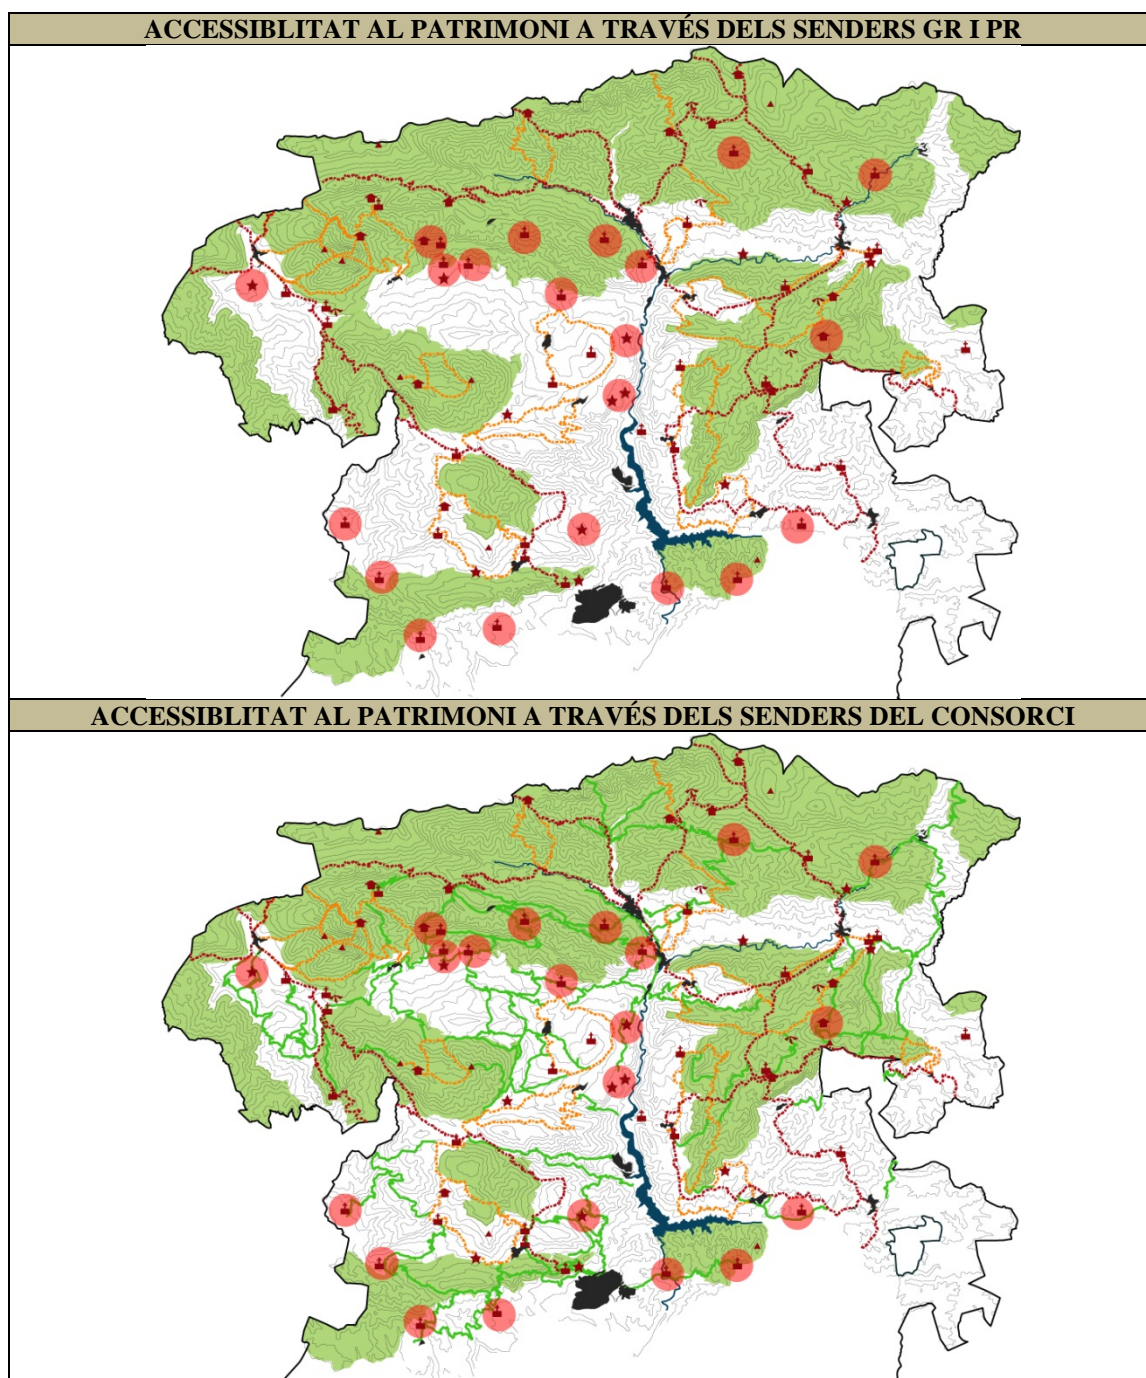 ACCESSIBLITAT AL PATRIMONI A TRAVÉS DELS SENDERS GR I PR
ACCESSIBLITAT AL PATRIMONI A TRAVÉS DELS SENDERS DEL CONSORCI